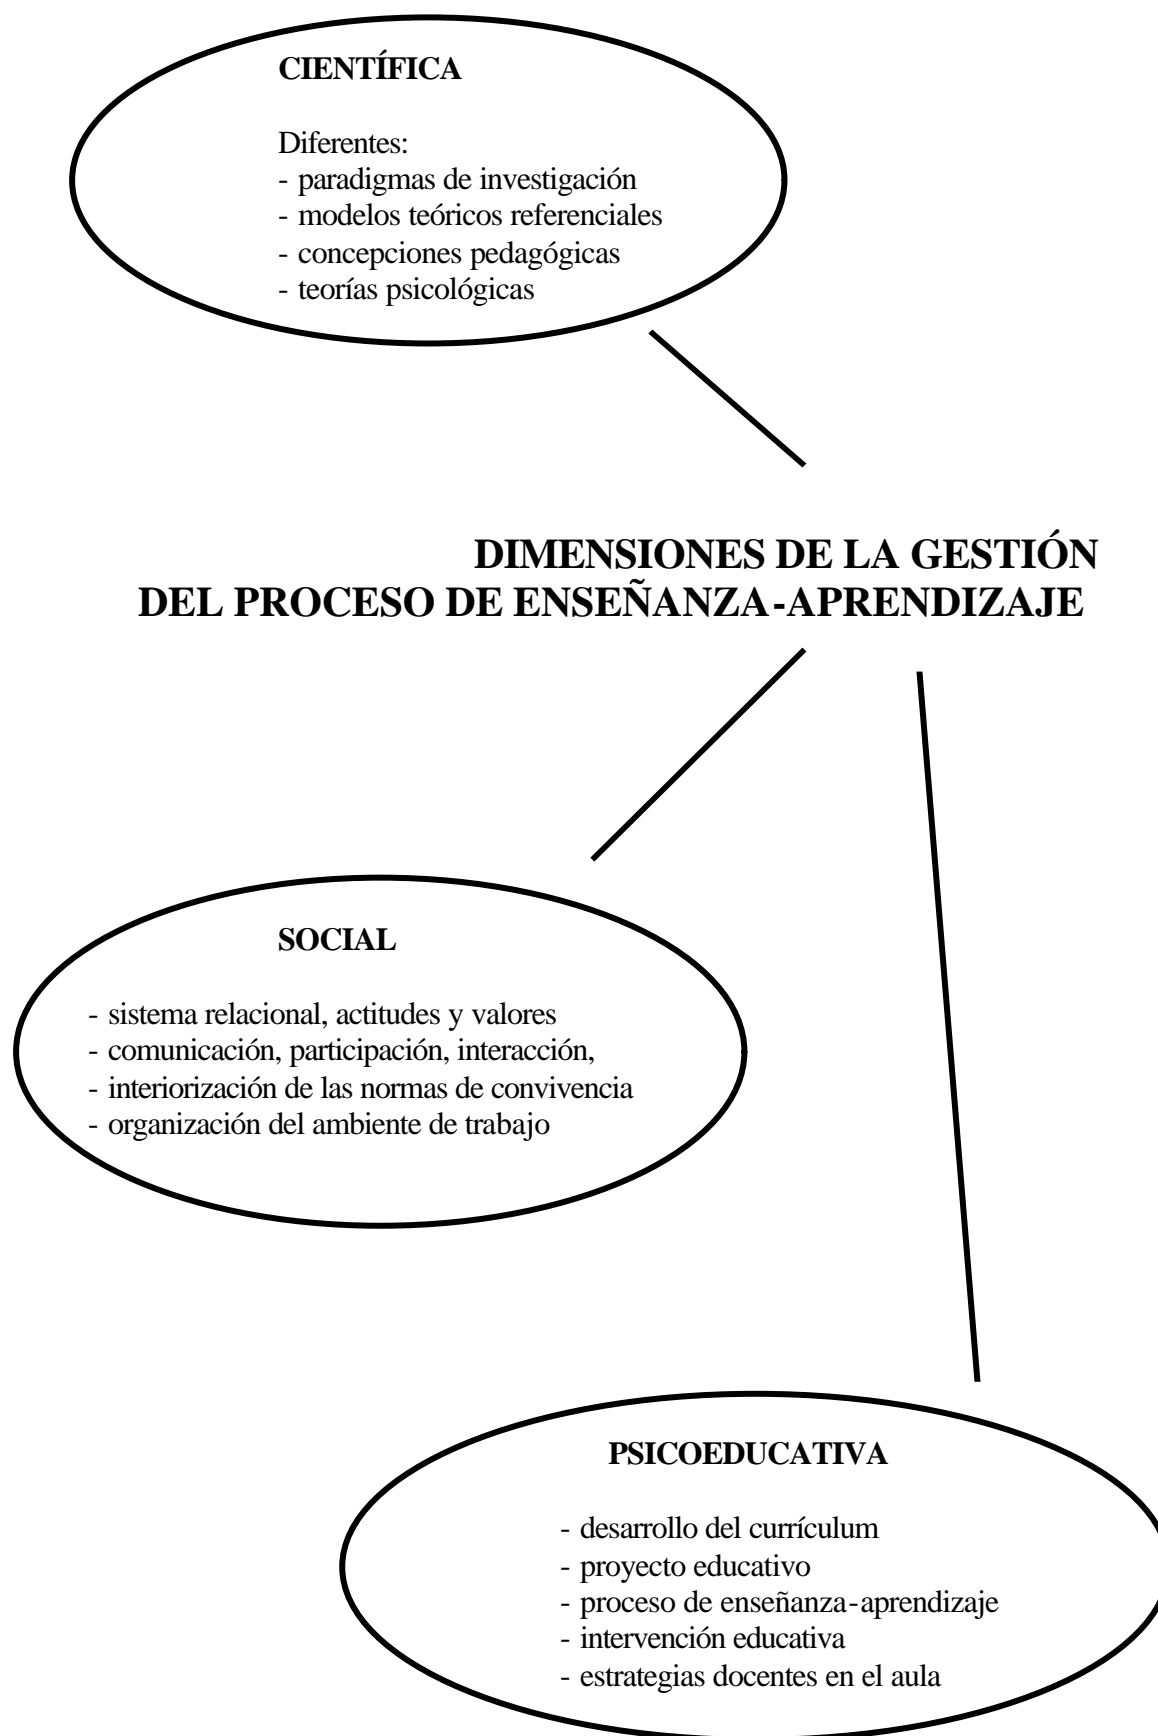 CIENTÍFICA
Diferentes:
- paradigmas de investigación
- modelos teóricos referenciales
- concepciones pedagógicas
- teorías psicológicas
DIMENSIONES DE LA GESTIÓN
DEL PROCESO DE ENSEÑANZA-APRENDIZAJE
SOCIAL
- sistema relacional, actitudes y valores
- comunicación, participación, interacción,
- interiorización de las normas de convivencia
- organización del ambiente de trabajo
PSICOEDUCATIVA
- desarrollo del currículum
- proyecto educativo
- proceso de enseñanza-aprendizaje
- intervención educativa
- estrategias docentes en el aula